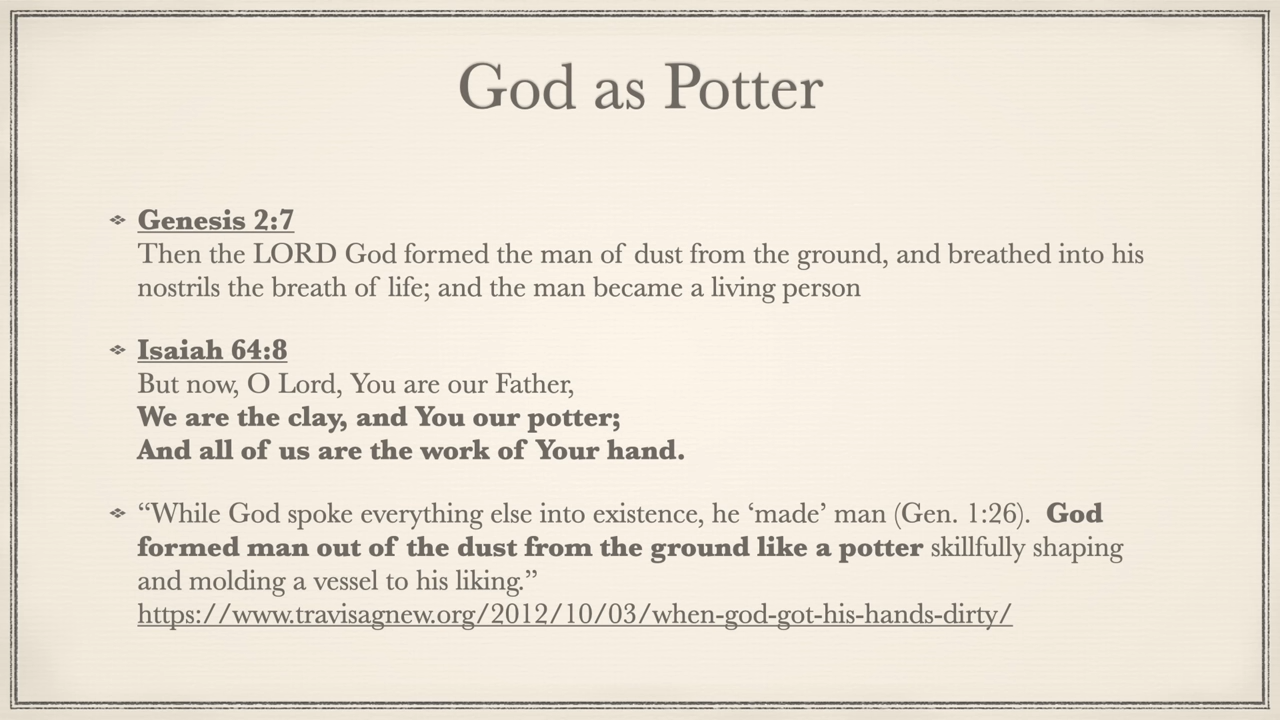 God as Potter
Genesis 2:7
Then the LORD God formed the man of dust from the ground, and breathed into his
nostrils the breath of life; and the man became a living person
Isaiah 64:8
But now, O Lord, You are our Father,
We are the clay, and You our potter;
And all of us are the work of Your hand.
“While God spoke everything else into existence, he ‘made’ man (Gen. 1:26). God
formed man out of the dust from the ground like a potter skillfully shaping
and molding a vessel to his liking.”
https://www.travisagnew.org/2012/10/03/when-god-got-his-hands-dirty/